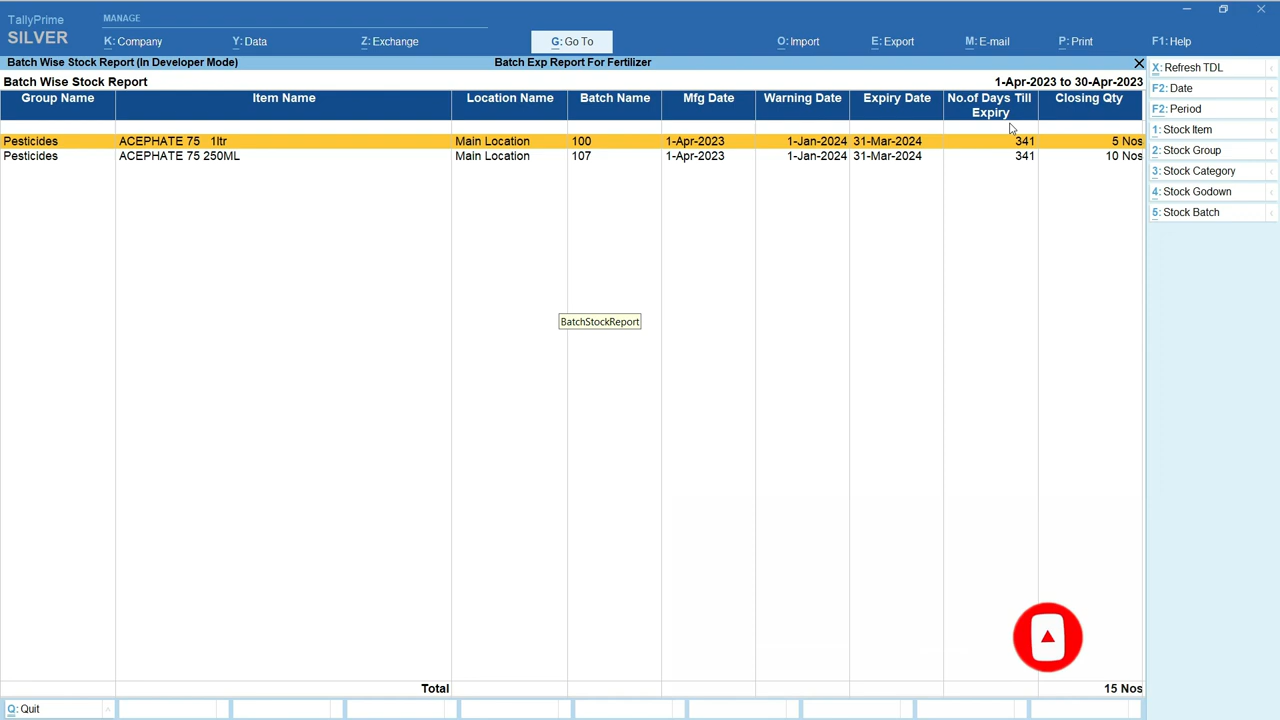 TallyPrime
SILVER
MANAGE
K: Company
Y: Data
Z: Exchange
G: Go To
O: Import
E: Export
M: E-mail
P: Print
F1: Help
Batch Wise Stock Report (In Developer Mode)
Batch Exp Report For Fertilizer
Batch Wise Stock Report
1-Apr-2023 to 30-Apr-2023
Group Name Item Name Location Name Batch Name Mfg Date Warning Date Expiry Date No.of Days Till Closing Qty
Expiry
Pesticides ACEPHATE 75 1ltr Main Location 100 1-Apr-2023 1-Jan-2024 31-Mar-2024 341 5 Nos
Pesticides ACEPHATE 75 250ML Main Location 107 1-Apr-2023 1-Jan-2024 31-Mar-2024 341 10 Nos
BatchStockReport
Total 15 Nos
X: Refresh TDL
F2: Date
F2: Period
1: Stock Item
2: Stock Group
3: Stock Category
4: Stock Godown
5: Stock Batch
Q: Quit